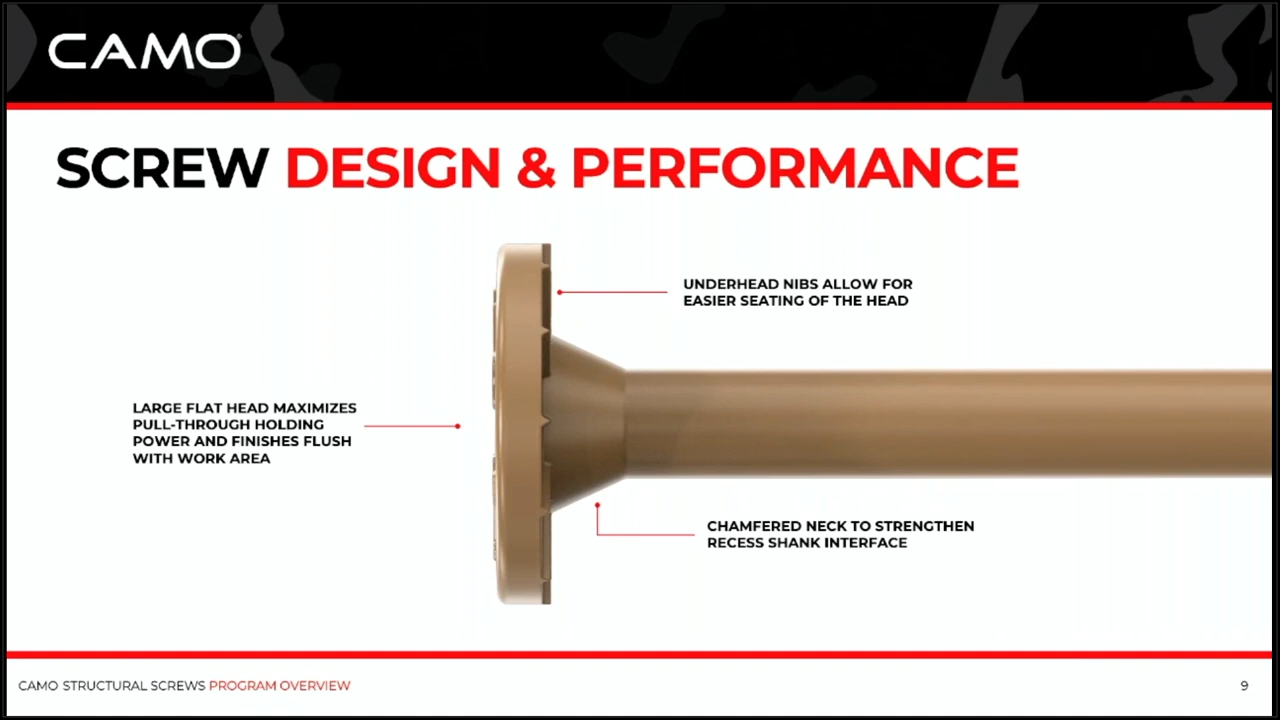 CAMO
SCREW DESIGN & PERFORMANCE
UNDERHEAD NIBS ALLOW FOR
EASIER SEATING OF THE HEAD
LARGE FLAT HEAD MAXIMIZES
PULL-THROUGH HOLDING
POWER AND FINISHES FLUSH
WITH WORK AREA
CHAMFERED NECK TO STRENGTHEN
RECESS SHANK INTERFACE
CAMO STRUCTURAL SCREWS PROGRAM OVERVIEW
9